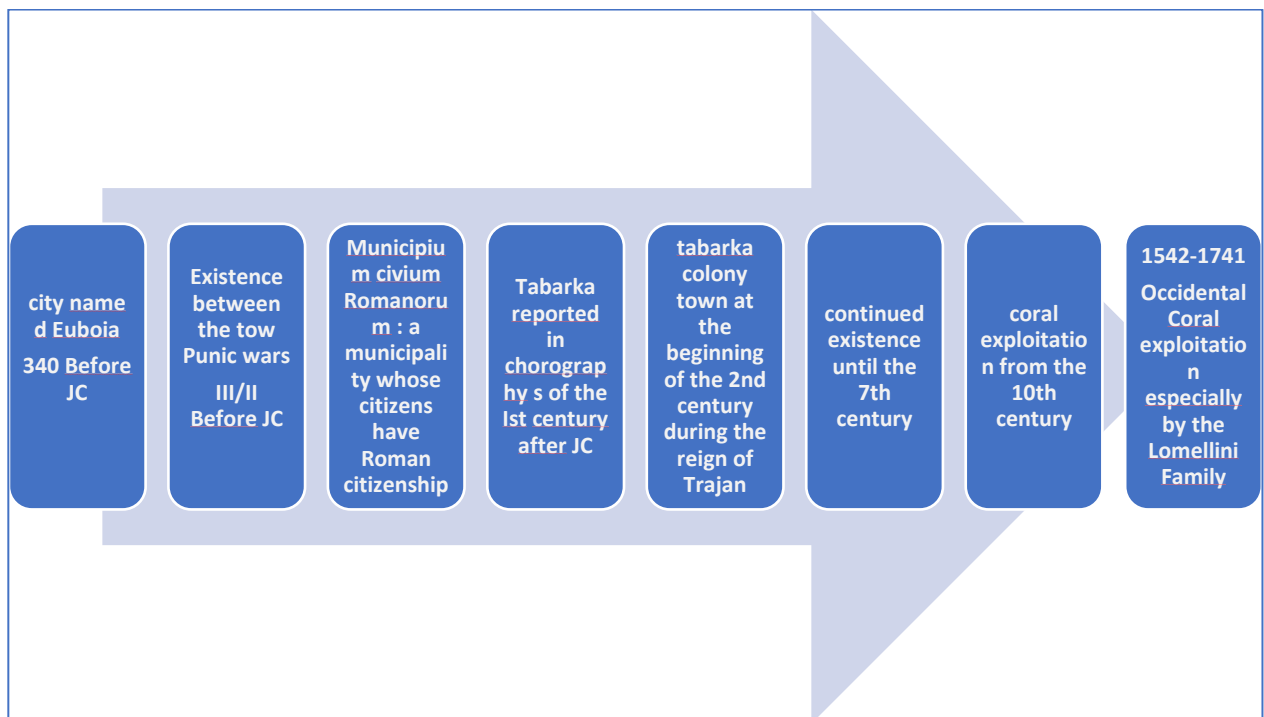 city name
d Euboia
340 Before
JC
Existence
between
the tow
Punic wars
III/II
Before JC
Municipiu
m civium
Romanoru
m : a
municipali
ty whose
citizens
have
Roman
citizenship
Tabarka
reported
in
chorograp
hy s of the
Ist century
after JC
tabarka
colony
town at
the
beginning
of the 2nd
century
during the
reign of
Trajan
continued
existence
until the
7th
century
coral
exploitatio
n from the
10th
century
1542-1741
Occidental
Coral
exploitatio
n
especially
by the
Lomellini
Family